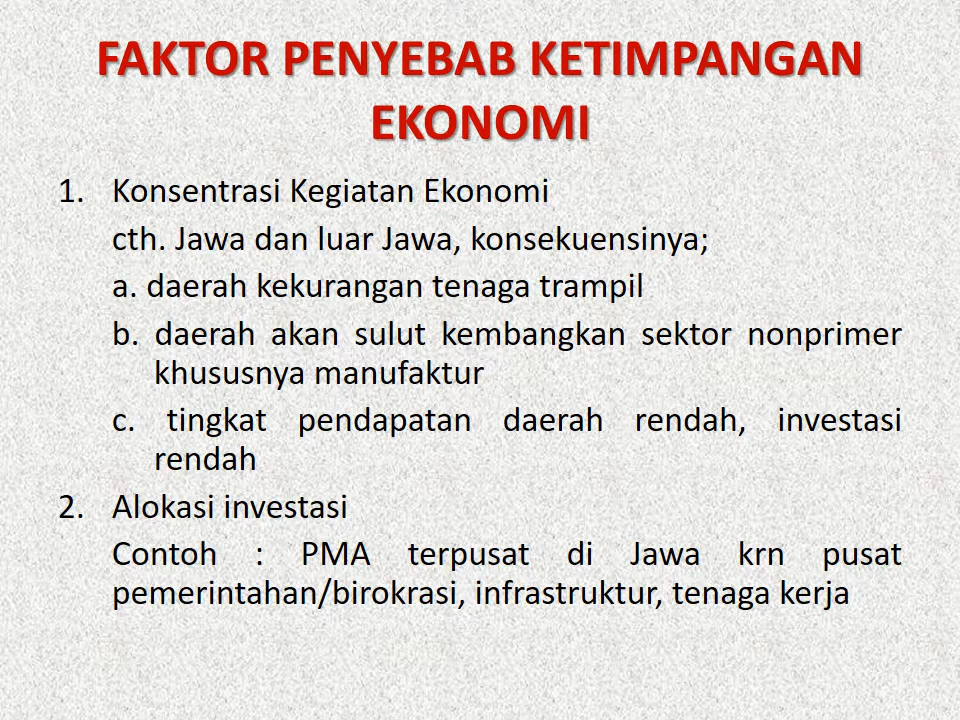 FAKTOR PENYEBAB KETIMPANGAN
EKONOMI
1. Konsentrasi Kegiatan Ekonomi
cth. Jawa dan luar Jawa, konsekuensinya;
a. daerah kekurangan tenaga trampil
b. daerah akan sulut kembangkan sektor nonprimer
khususnya manufaktur
c. tingkat pendapatan daerah rendah, investasi
rendah
2. Alokasi investasi
Contoh : PMA terpusat di Jawa krn pusat
pemerintahan/birokrasi, infrastruktur, tenaga kerja